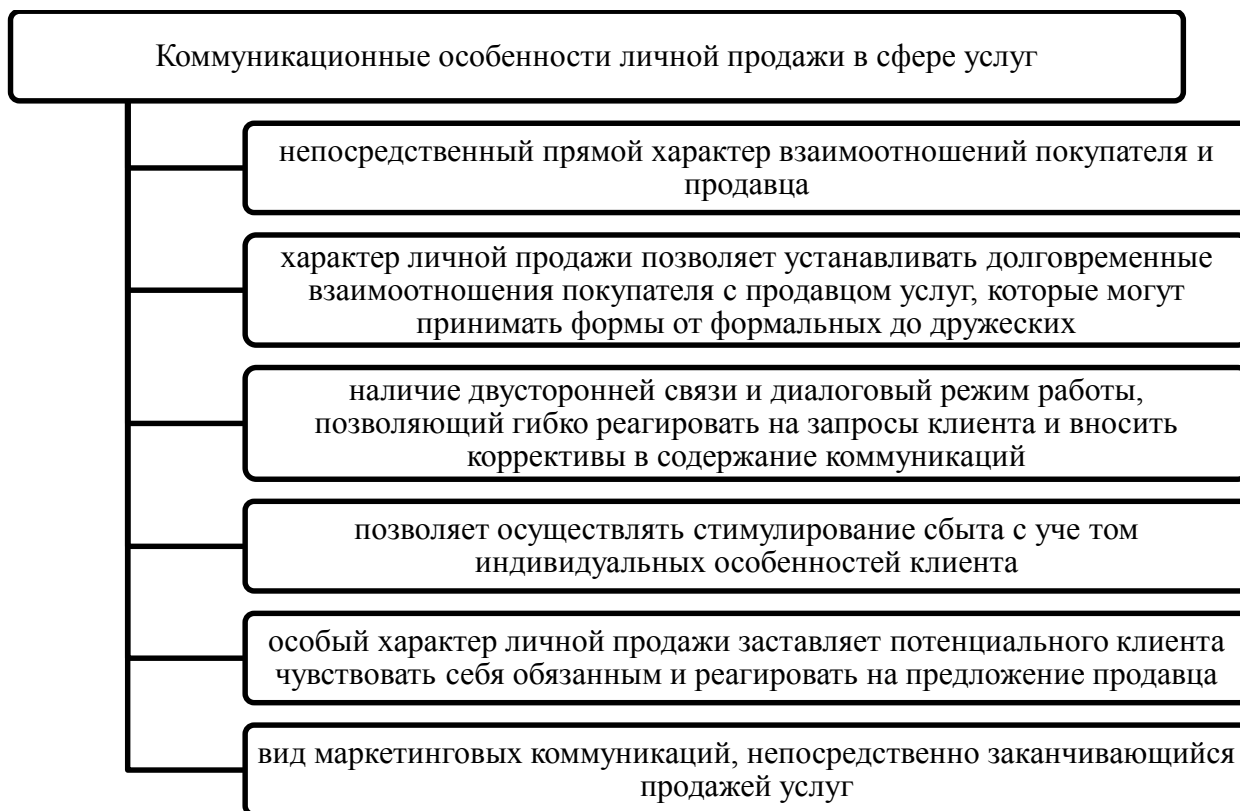 Коммуникационные особенности личной продажи в сфере услуг
непосредственный прямой характер взаимоотношений покупателя и
продавца
характер личной продажи позволяет устанавливать долговременные
взаимоотношения покупателя с продавцом услуг, которые могут
принимать формы от формальных до дружеских
наличие двусторонней связи и диалоговый режим работы,
позволяющий гибко реагировать на запросы клиента и вносить
коррективы в содержание коммуникаций
позволяет осуществлять стимулирование сбыта с уче том
индивидуальных особенностей клиента
особый характер личной продажи заставляет потенциального клиента
чувствовать себя обязанным и реагировать на предложение продавца
вид маркетинговых коммуникаций, непосредственно заканчивающийся
продажей услуг